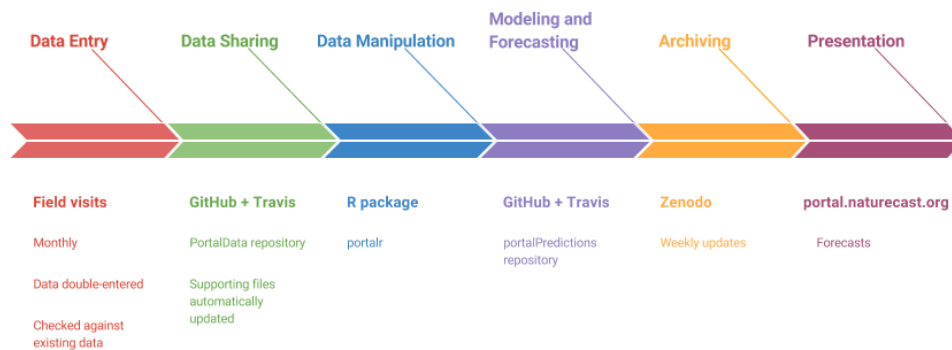 Data Entry
Data Sharing
Data Manipulation
Modeling and
Forecasting
Archiving
Presentation
Field visits
Monthly
Data double-entered
Checked against
existing data
GitHub + Travis
PortalData repository
Supporting files
automatically
updated
R package
portalr
GitHub + Travis
portalPredictions
repository
Zenodo
Weekly updates
portal.naturecast.org
Forecasts